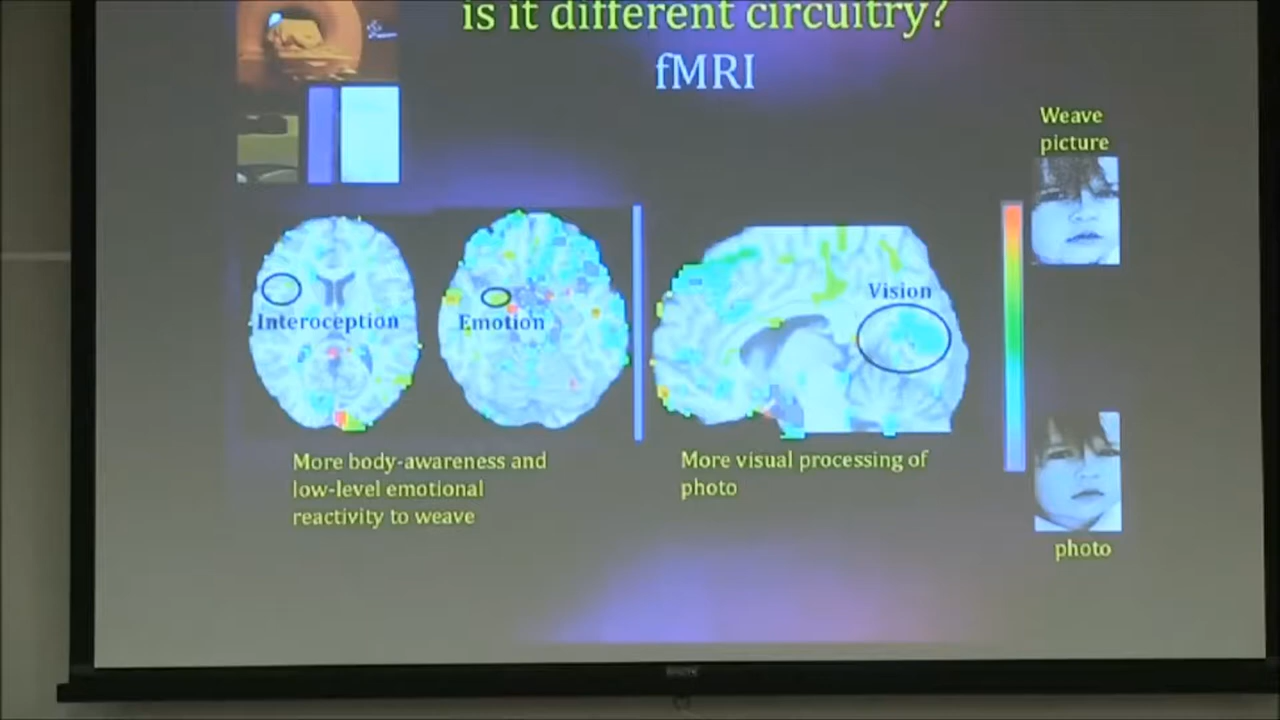 is it different circuitry?
fMRI
Weave
picture
Vision
Interoception
Emotion
More body-awareness and
low-level emotional
reactivity to weave
More visual processing of
photo
photo